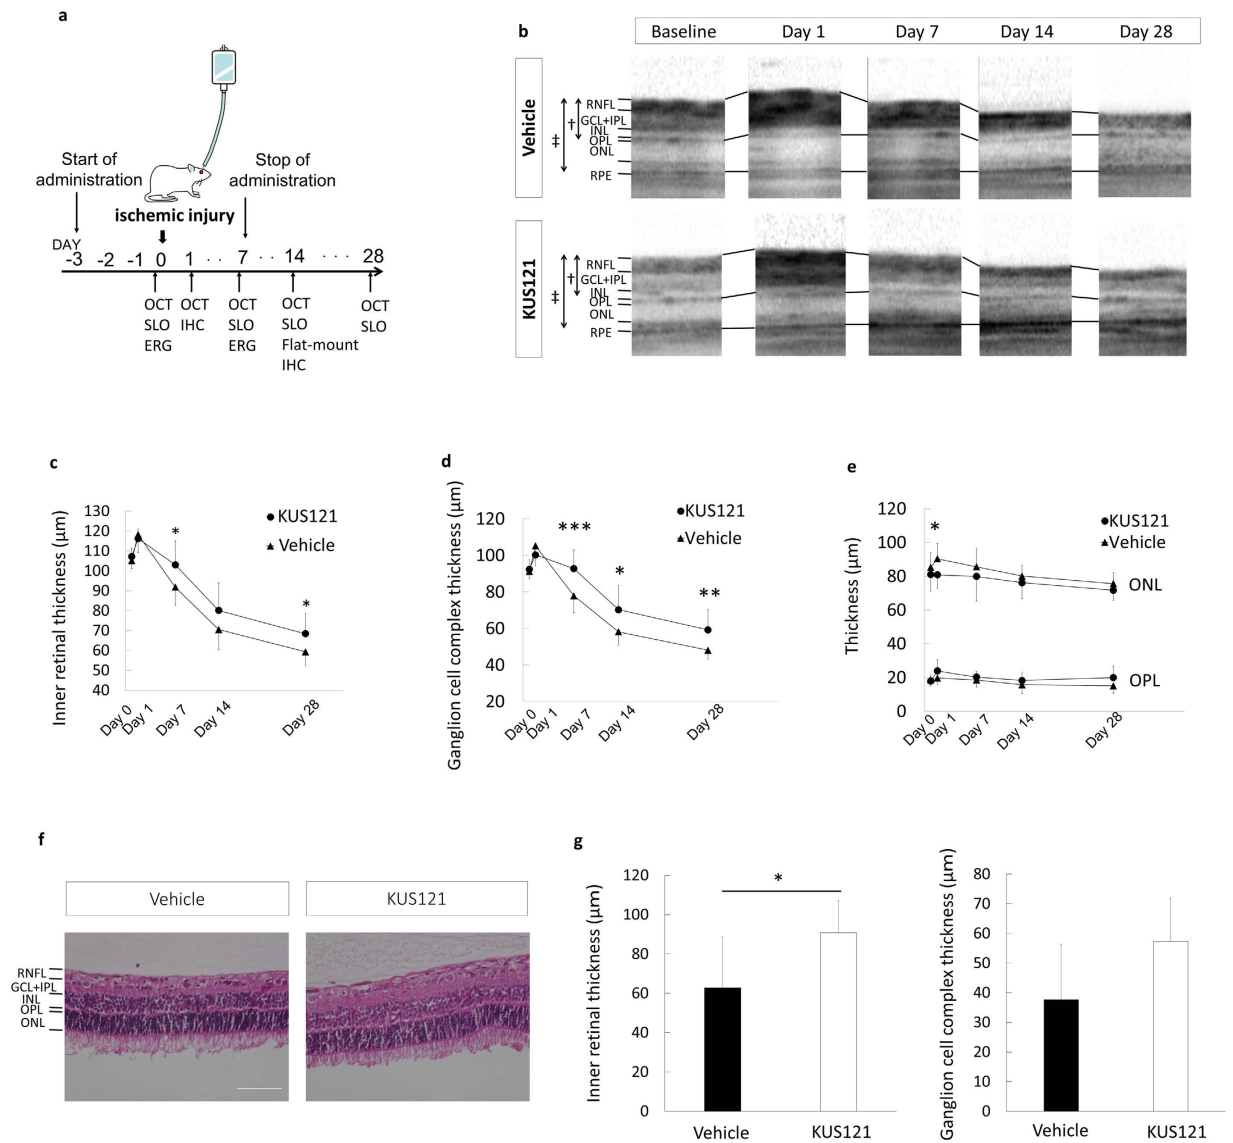 a
Start of
administration
Stop of
administration
ischemic injury
DAY
-3 -2 -1 0 1 · · 7 · · 14 · · · · 28
OCT
SLO
ERG
OCT
IHC
OCT
SLO
ERG
OCT
SLO
Flat-mount
IHC
OCT
SLO
b
Baseline Day 1 Day 7 Day 14 Day 28
Vehicle
‡
†
RNFL
GCL+IPL
INL
OPL
ONL
RPE
KUS121
‡
†
RNFL
GCL+IPL
INL
OPL
ONL
RPE
c
Inner retinal thickness (μm)
130
120
110
100
90
80
70
60
50
40
Day 0
Day 1
Day 7
Day 14
Day 28
KUS121
Vehicle
*
*
d
Ganglion cell complex thickness (μm)
120
100
80
60
40
20
Day 0
Day 1
Day 7
Day 14
Day 28
KUS121
Vehicle
***
*
**
e
Thickness (μm)
120
100
80
60
40
20
0
Day 0
Day 1
Day 7
Day 14
Day 28
KUS121
Vehicle
*
ONL
OPL
f
Vehicle
KUS121
RNFL
GCL+IPL
INL
OPL
ONL
g
Inner retinal thickness (μm)
120
100
80
60
40
20
0
*
Vehicle KUS121
Ganglion cell complex thickness (μm)
80
70
60
50
40
30
20
10
0
Vehicle KUS121